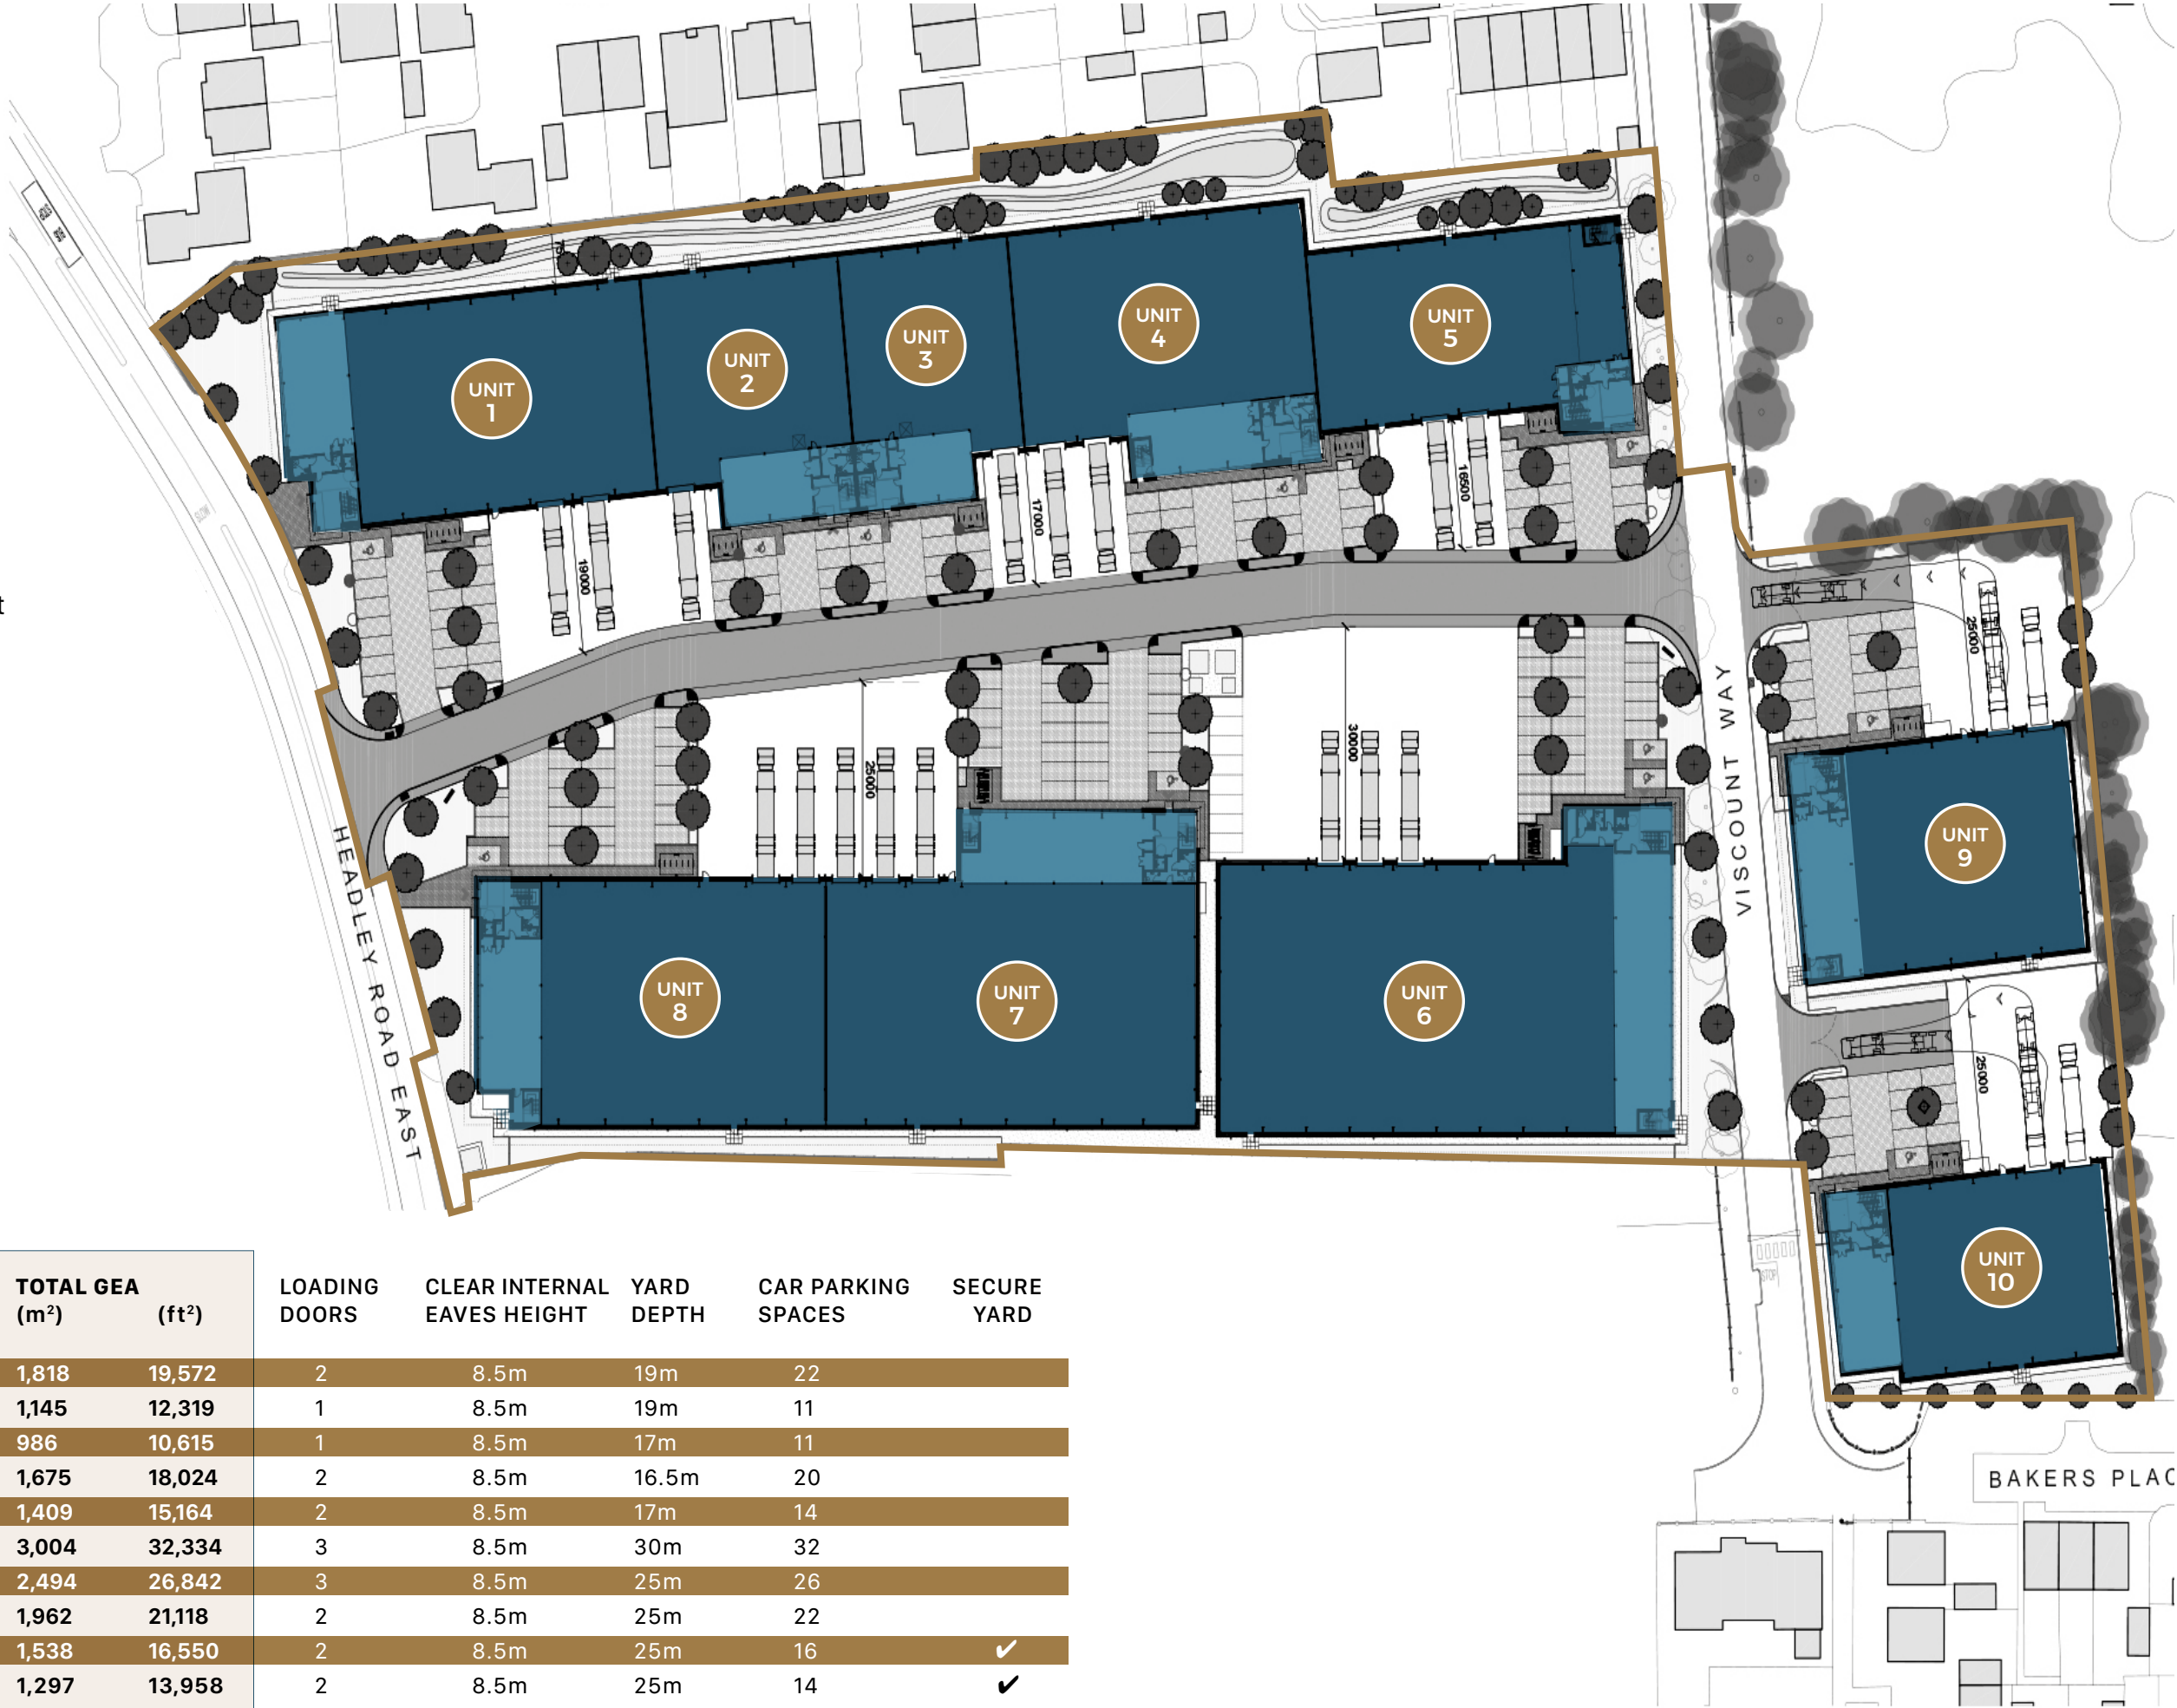 UNIT
1
UNIT
2
UNIT
3
UNIT
4
UNIT
5
t
19000
17000
16500
25000
25000
30000
UNIT
9
UNIT
8
UNIT
7
UNIT
6
HEADLEY ROAD EAST
VISCOUNT WAY
25000
UNIT
10
SLOW
STOP
BAKERS PLAC
TOTAL GEA LOADING CLEAR INTERNAL YARD CAR PARKING SECURE
(m²) (ft²) DOORS EAVES HEIGHT DEPTH SPACES YARD
1,818 19,572 2 8.5m 19m 22
1,145 12,319 1 8.5m 19m 11
986 10,615 1 8.5m 17m 11
1,675 18,024 2 8.5m 16.5m 20
1,409 15,164 2 8.5m 17m 14
3,004 32,334 3 8.5m 30m 32
2,494 26,842 3 8.5m 25m 26
1,962 21,118 2 8.5m 25m 22
1,538 16,550 2 8.5m 25m 16 ✔
1,297 13,958 2 8.5m 25m 14 ✔